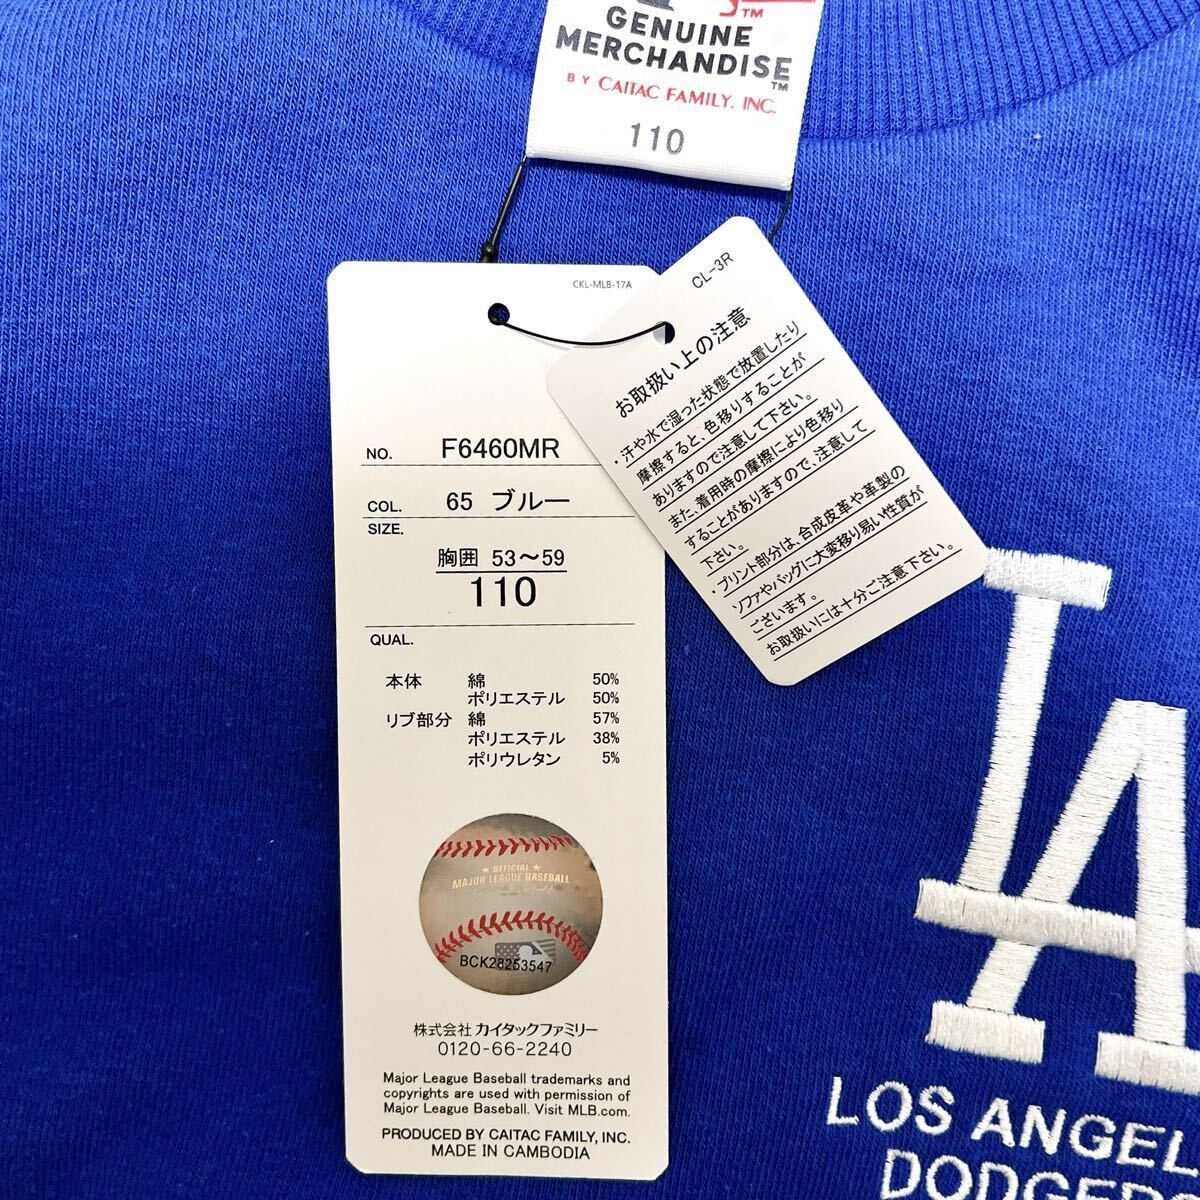 GENUINE
MERCHANDISE™
BY CAITAC FAMILY, INC.
110
CKL-MLB-17A
NO. F6460MR
COL. 65 ブルー
SIZE.
胸囲 53～59
110
QUAL.
本体 綿 50%
ポリエステル 50%
リブ部分 綿 57%
ポリエステル 38%
ポリウレタン 5%
OFFICIAL
MAJOR LEAGUE BASEBALL
BCK28253547
株式会社 カイタックファミリー
0120-66-2240
Major League Baseball trademarks and
copyrights are used with permission of
Major League Baseball. Visit MLB.com.
PRODUCED BY CAITAC FAMILY, INC.
MADE IN CAMBODIA
CL-3R
お取扱い上の注意
・汗や水で湿った状態で放置したり
摩擦すると、色移りすることが
ありますので注意して下さい。
また、着用時の摩擦により色移り
することがありますので、注意して
下さい。
・プリント部分は、合成皮革や革製の
ソファやバッグに大変移り易い性質が
ございます。
お取扱いには十分ご注意下さい。
LA
LOS ANGEL
DODGERS